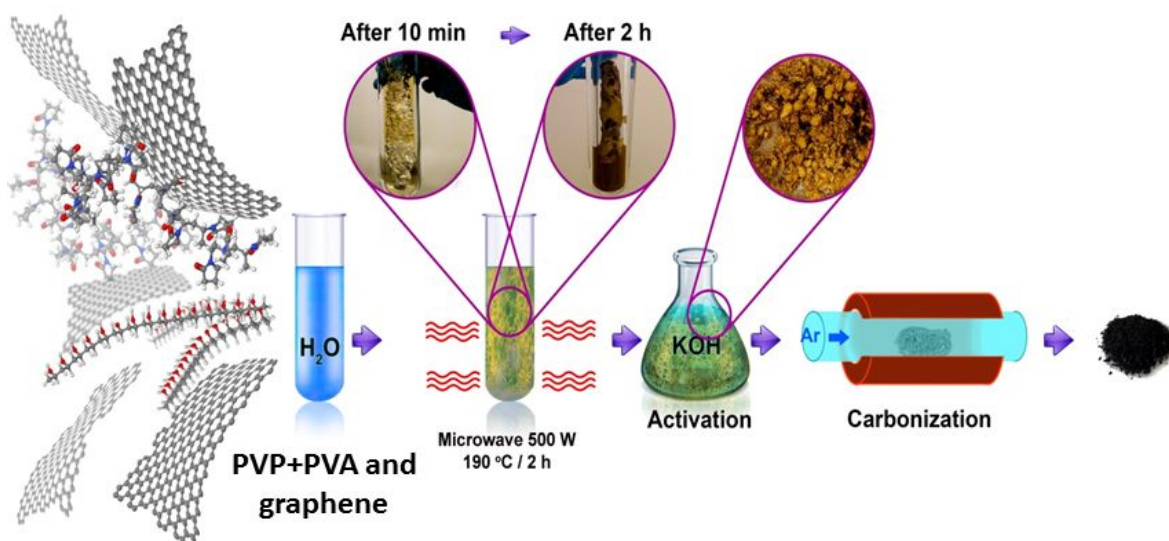 After 10 min
After 2 h
H₂O
KOH
Ar
Microwave 500 W
190 °C / 2 h
Activation
Carbonization
PVP+PVA and
graphene